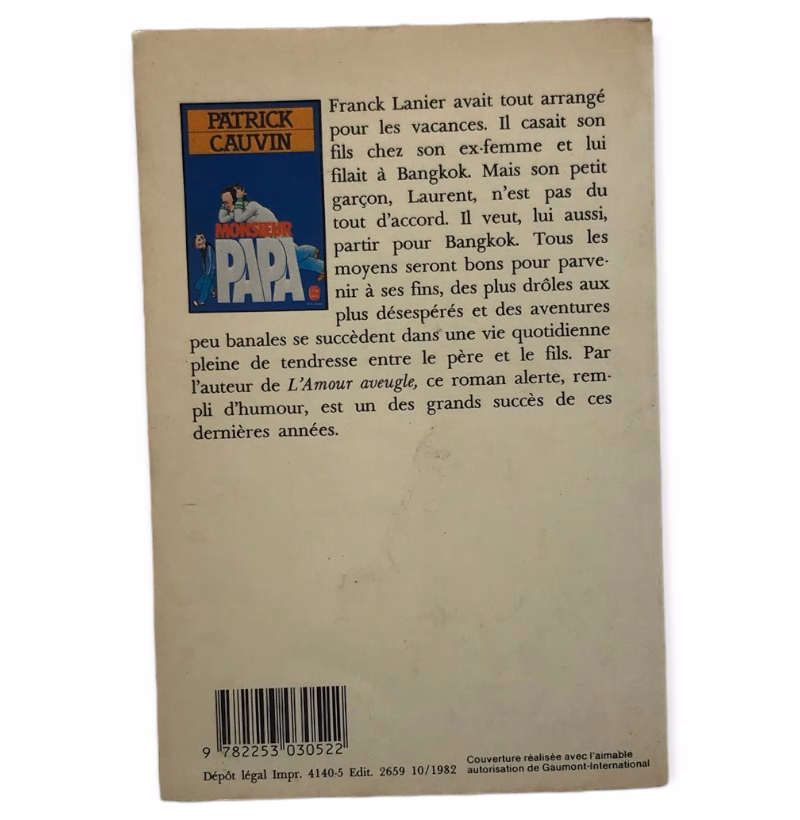 PATRICK
CAUVIN
MONSIEUR
PAPA
Franck Lanier avait tout arrangé
pour les vacances. Il casait son
fils chez son ex-femme et lui
filait à Bangkok. Mais son petit
garçon, Laurent, n'est pas du
tout d'accord. Il veut, lui aussi,
partir pour Bangkok. Tous les
moyens seront bons pour parve-
nir à ses fins, des plus drôles aux
plus désespérés et des aventures
peu banales se succèdent dans une vie quotidienne
pleine de tendresse entre le père et le fils. Par
l'auteur de L'Amour aveugle, ce roman alerte, rem-
pli d'humour, est un des grands succès de ces
dernières années.
9 782253 030522
Dépôt légal Impr. 4140-5 Edit. 2659 10/1982
Couverture réalisée avec l'aimable
autorisation de Gaumont-International